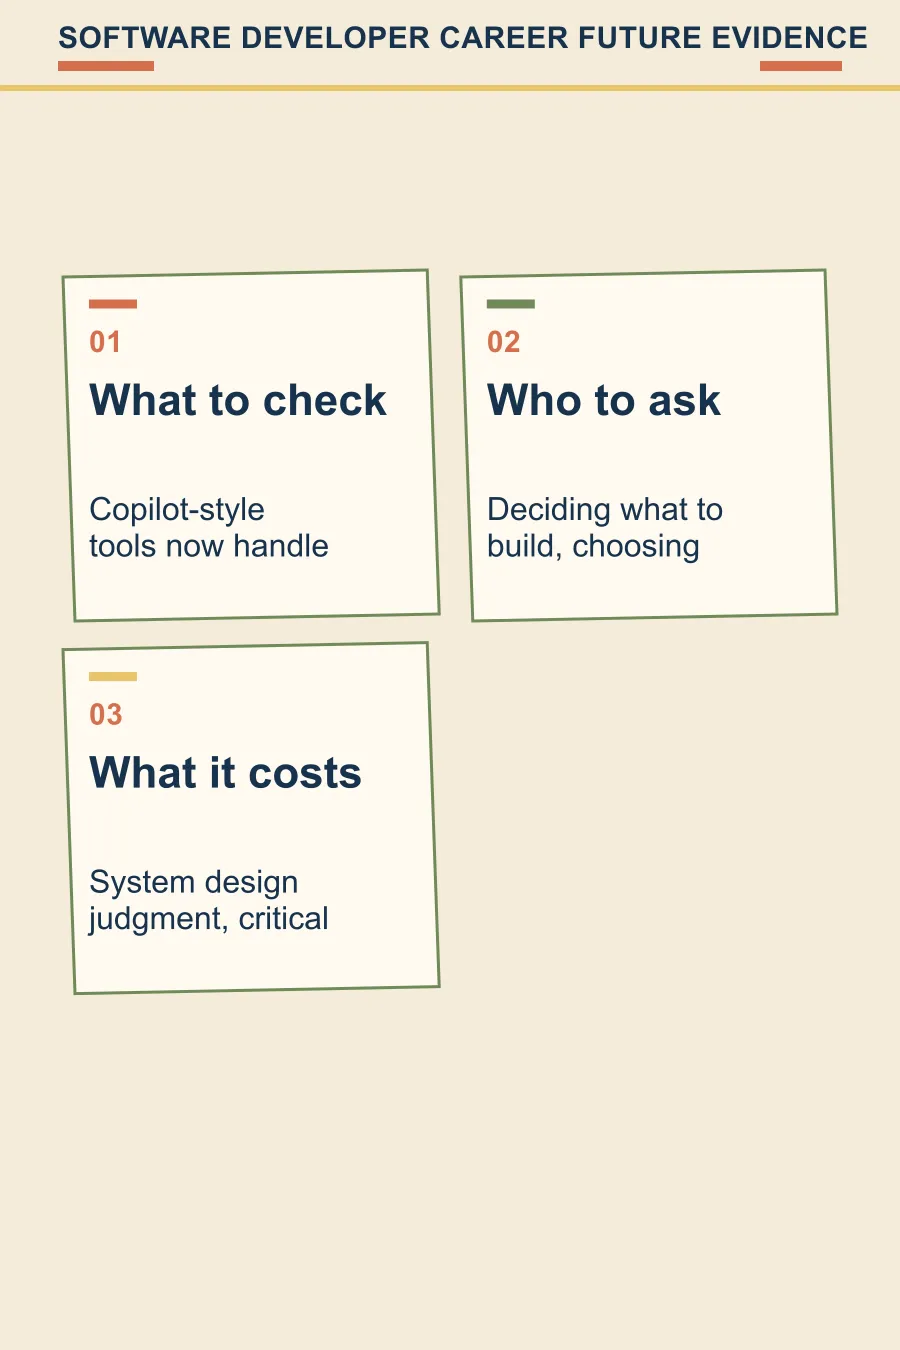 SOFTWARE DEVELOPER CAREER FUTURE EVIDENCE
01
What to check
Copilot-style
tools now handle
02
Who to ask
Deciding what to
build, choosing
03
What it costs
System design
judgment, critical